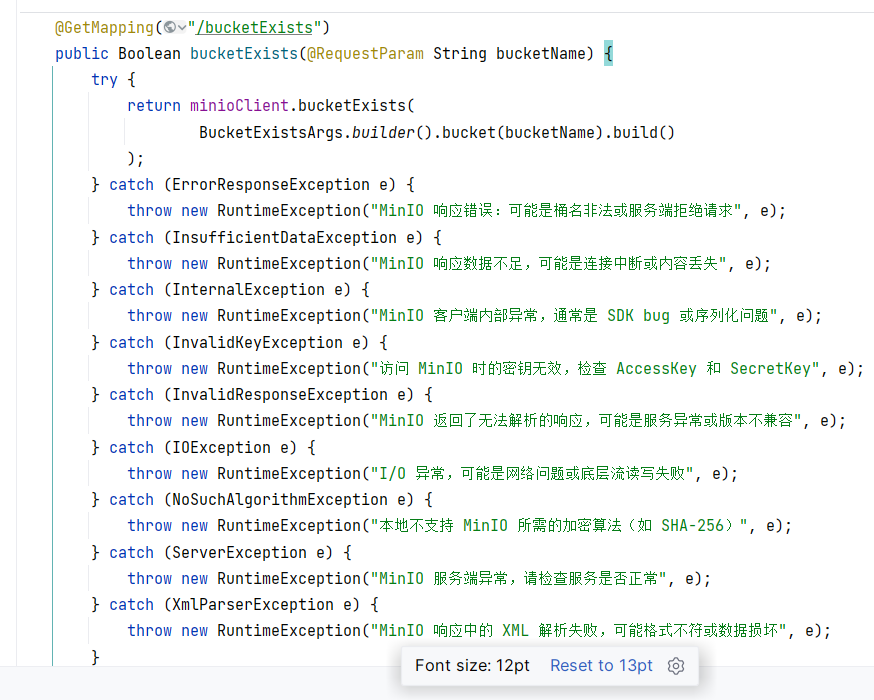 @GetMapping("/bucketExists")
public Boolean bucketExists(@RequestParam String bucketName) {
    try {
        return minioClient.bucketExists(
                BucketExistsArgs.builder().bucket(bucketName).build()
        );
    } catch (ErrorResponseException e) {
        throw new RuntimeException("MinIO 响应错误：可能是桶名非法或服务端拒绝请求", e);
    } catch (InsufficientDataException e) {
        throw new RuntimeException("MinIO 响应数据不足，可能是连接中断或内容丢失", e);
    } catch (InternalException e) {
        throw new RuntimeException("MinIO 客户端内部异常，通常是 SDK bug 或序列化问题", e);
    } catch (InvalidKeyException e) {
        throw new RuntimeException("访问 MinIO 时的密钥无效，检查 AccessKey 和 SecretKey", e);
    } catch (InvalidResponseException e) {
        throw new RuntimeException("MinIO 返回了无法解析的响应，可能是服务异常或版本不兼容", e);
    } catch (IOException e) {
        throw new RuntimeException("I/O 异常，可能是网络问题或底层流读写失败", e);
    } catch (NoSuchAlgorithmException e) {
        throw new RuntimeException("本地不支持 MinIO 所需的加密算法（如 SHA-256）", e);
    } catch (ServerException e) {
        throw new RuntimeException("MinIO 服务端异常，请检查服务是否正常", e);
    } catch (XmlParserException e) {
        throw new RuntimeException("MinIO 响应中的 XML 解析失败，可能格式不符或数据损坏", e);
    }
Font size: 12pt Reset to 13pt